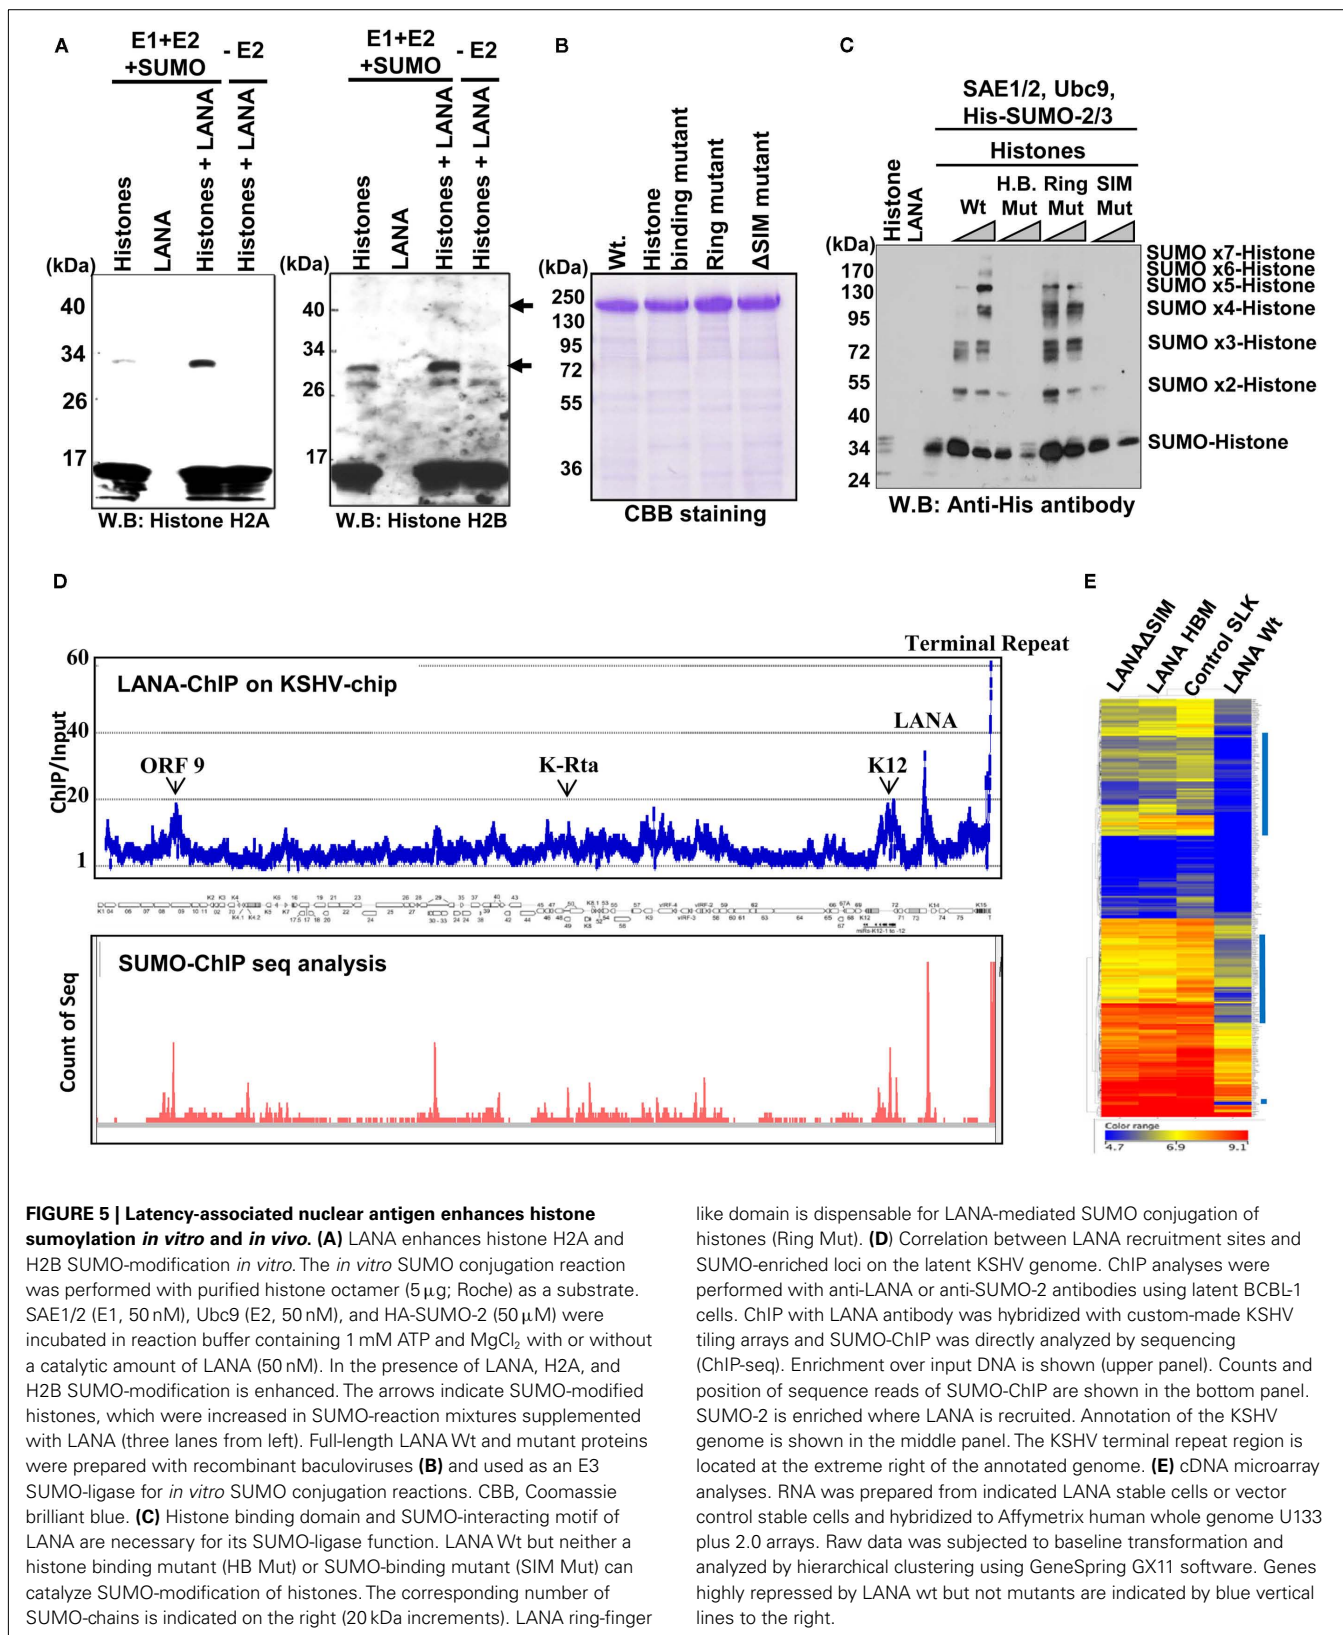 A
E1+E2
+SUMO
- E2
Histones
LANA
Histones + LANA
Histones + LANA
(kDa)
40
34
26
17
W.B: Histone H2A
E1+E2
+SUMO
- E2
Histones
LANA
Histones + LANA
Histones + LANA
(kDa)
40
34
26
17
W.B: Histone H2B
B
Wt.
Histone
binding mutant
Ring mutant
ΔSIM mutant
(kDa)
250
130
95
72
55
36
CBB staining
C
SAE1/2, Ubc9,
His-SUMO-2/3
Histones
Histone
LANA
Wt
H.B.
Mut
Ring
Mut
SIM
Mut
(kDa)
170
130
95
72
55
40
34
24
SUMO x7-Histone
SUMO x6-Histone
SUMO x5-Histone
SUMO x4-Histone
SUMO x3-Histone
SUMO x2-Histone
SUMO-Histone
W.B: Anti-His antibody
D
Terminal Repeat
60
LANA-ChIP on KSHV-chip
ChIP/Input
40
LANA
ORF 9
K-Rta
K12
20
1
SUMO-ChIP seq analysis
Count of Seq
E
LANAΔSIM
LANA HBM
Control SLK
LANA Wt
Color range
4.7
6.9
9.1
FIGURE 5 | Latency-associated nuclear antigen enhances histone
sumoylation in vitro and in vivo. (A) LANA enhances histone H2A and
H2B SUMO-modification in vitro. The in vitro SUMO conjugation reaction
was performed with purified histone octamer (5 μg; Roche) as a substrate.
SAE1/2 (E1, 50 nM), Ubc9 (E2, 50 nM), and HA-SUMO-2 (50 μM) were
incubated in reaction buffer containing 1 mM ATP and MgCl₂ with or without
a catalytic amount of LANA (50 nM). In the presence of LANA, H2A, and
H2B SUMO-modification is enhanced. The arrows indicate SUMO-modified
histones, which were increased in SUMO-reaction mixtures supplemented
with LANA (three lanes from left). Full-length LANA Wt and mutant proteins
were prepared with recombinant baculoviruses (B) and used as an E3
SUMO-ligase for in vitro SUMO conjugation reactions. CBB, Coomassie
brilliant blue. (C) Histone binding domain and SUMO-interacting motif of
LANA are necessary for its SUMO-ligase function. LANA Wt but neither a
histone binding mutant (HB Mut) or SUMO-binding mutant (SIM Mut) can
catalyze SUMO-modification of histones. The corresponding number of
SUMO-chains is indicated on the right (20 kDa increments). LANA ring-finger
like domain is dispensable for LANA-mediated SUMO conjugation of
histones (Ring Mut). (D) Correlation between LANA recruitment sites and
SUMO-enriched loci on the latent KSHV genome. ChIP analyses were
performed with anti-LANA or anti-SUMO-2 antibodies using latent BCBL-1
cells. ChIP with LANA antibody was hybridized with custom-made KSHV
tiling arrays and SUMO-ChIP was directly analyzed by sequencing
(ChIP-seq). Enrichment over input DNA is shown (upper panel). Counts and
position of sequence reads of SUMO-ChIP are shown in the bottom panel.
SUMO-2 is enriched where LANA is recruited. Annotation of the KSHV
genome is shown in the middle panel. The KSHV terminal repeat region is
located at the extreme right of the annotated genome. (E) cDNA microarray
analyses. RNA was prepared from indicated LANA stable cells or vector
control stable cells and hybridized to Affymetrix human whole genome U133
plus 2.0 arrays. Raw data was subjected to baseline transformation and
analyzed by hierarchical clustering using GeneSpring GX11 software. Genes
highly repressed by LANA wt but not mutants are indicated by blue vertical
lines to the right.